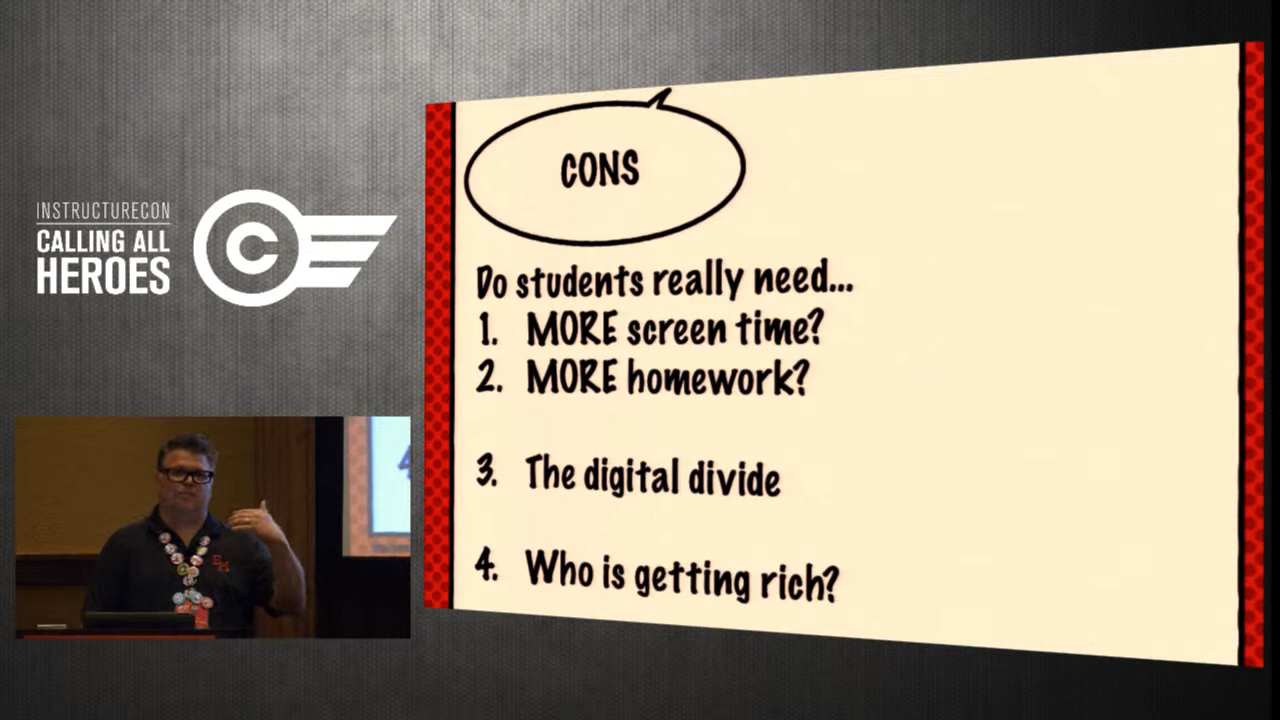 INSTRUCTURECON
CALLING ALL
HEROES
C
CONS
Do students really need...
1. MORE screen time?
2. MORE homework?
3. The digital divide
4. Who is getting rich?